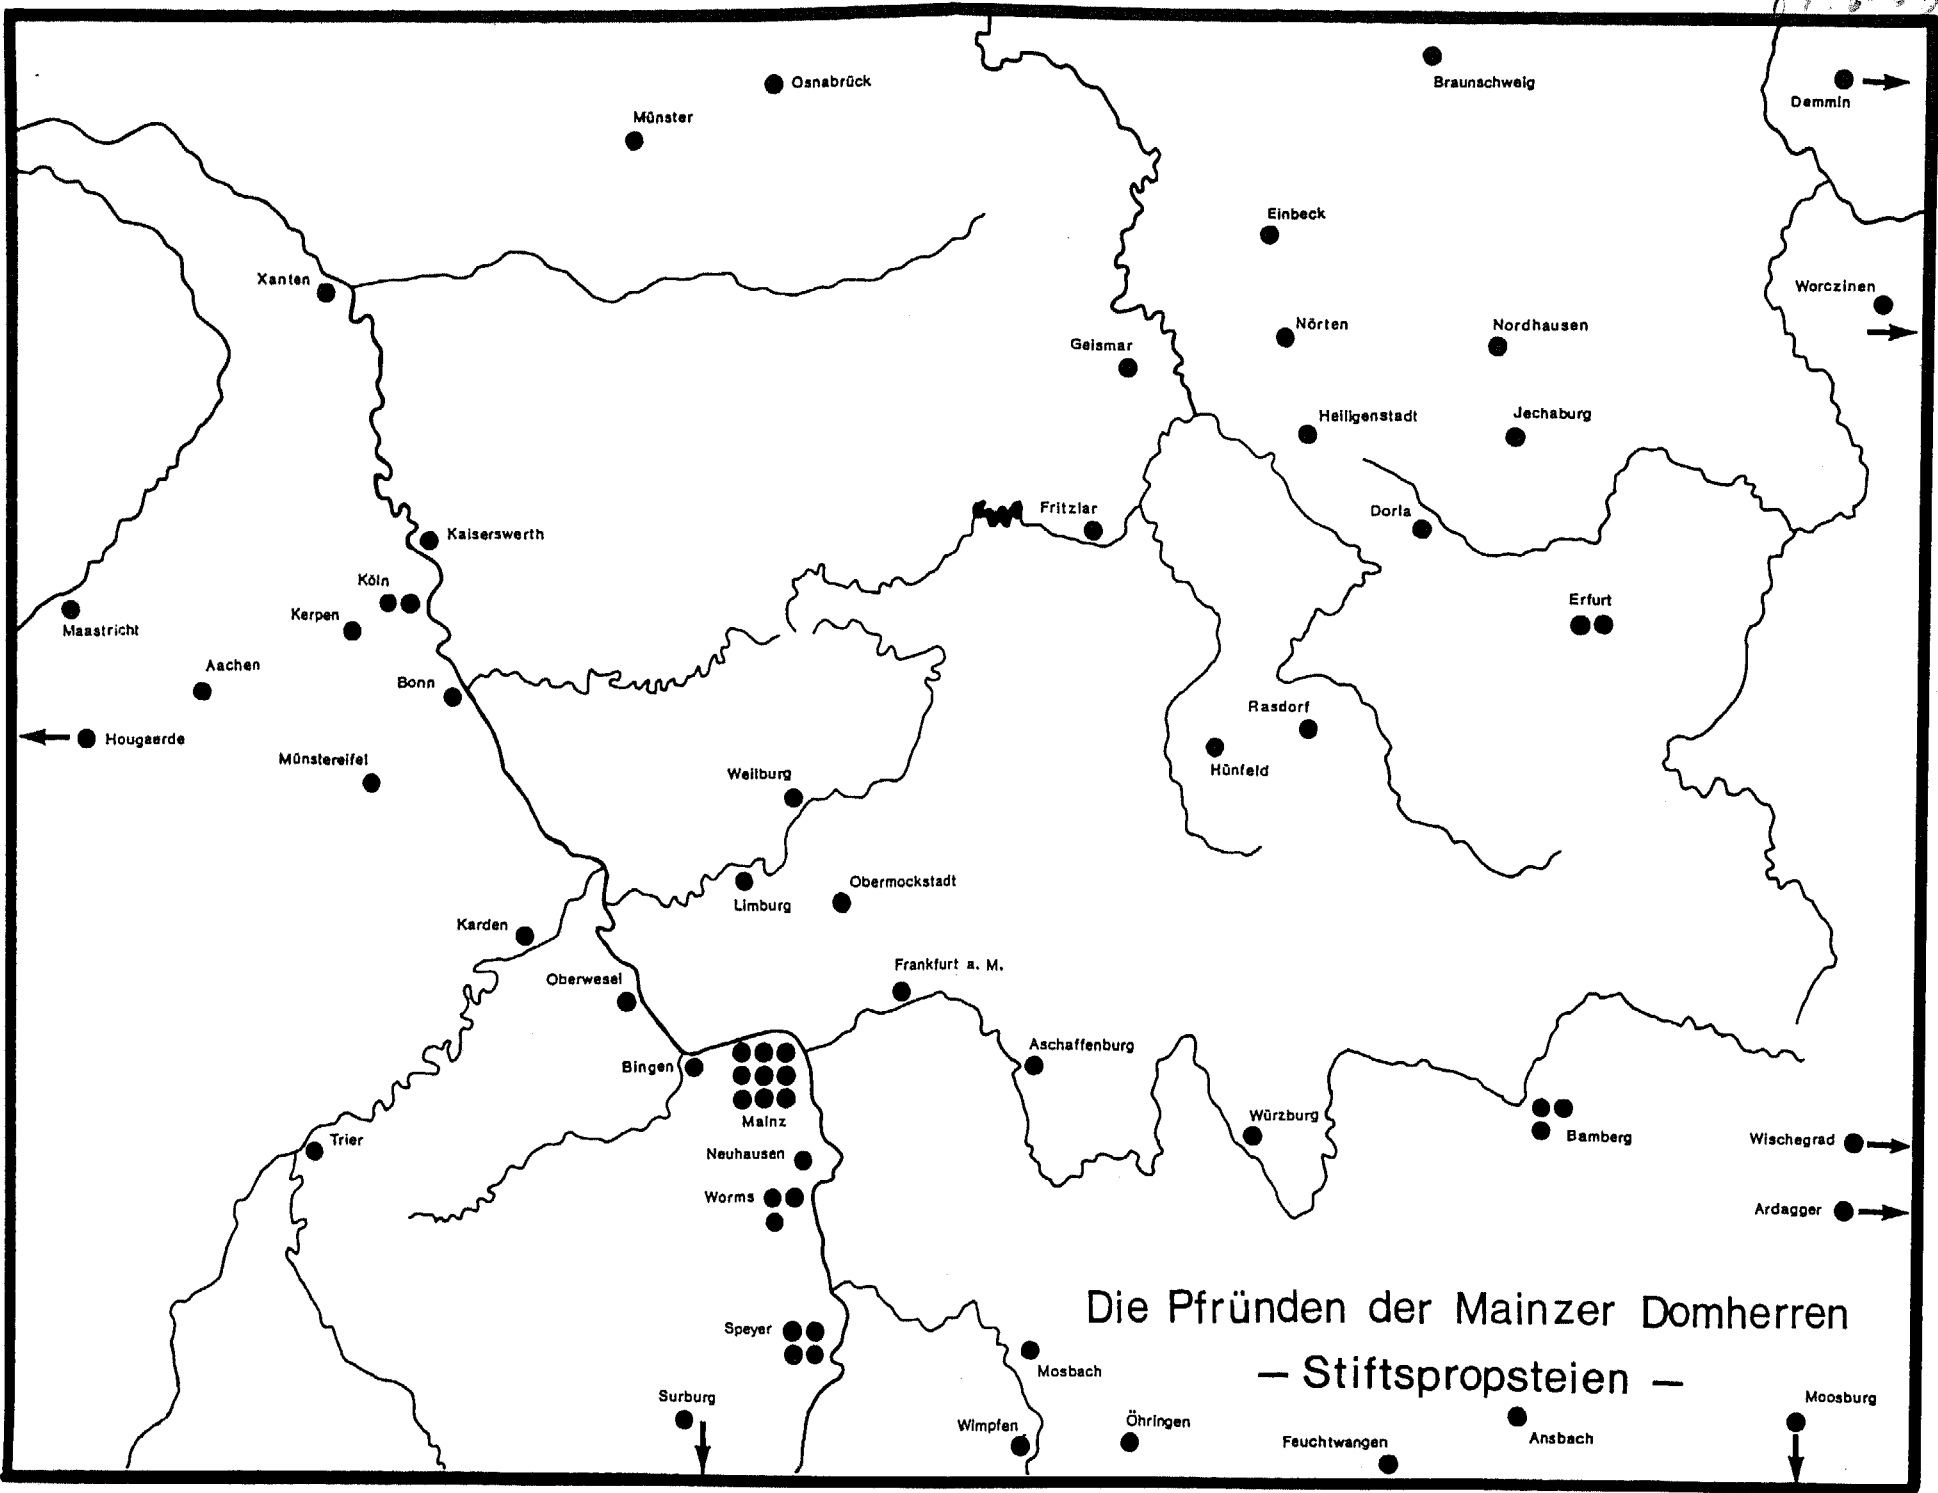 Braunschweig
Osnabrück
Demmin
Münster
Einbeck
Xanten
Worczinen
Nörten
Nordhausen
Geismar
Heiligenstadt
Jechaburg
Fritzlar
Dorla
Kaiserswerth
Köln
Kerpen
Erfurt
Maastricht
Aachen
Bonn
Rasdorf
Hougaerde
Münstereifel
Hünfeld
Weilburg
Obermockstadt
Limburg
Karden
Frankfurt a. M.
Oberwesel
Aschaffenburg
Bingen
Mainz
Würzburg
Bamberg
Trier
Wischegrad
Neuhausen
Worms
Ardagger
Die Pfründen der Mainzer Domherren
– Stiftspropsteien –
Speyer
Mosbach
Surburg
Moosburg
Wimpfen
Öhringen
Ansbach
Feuchtwangen